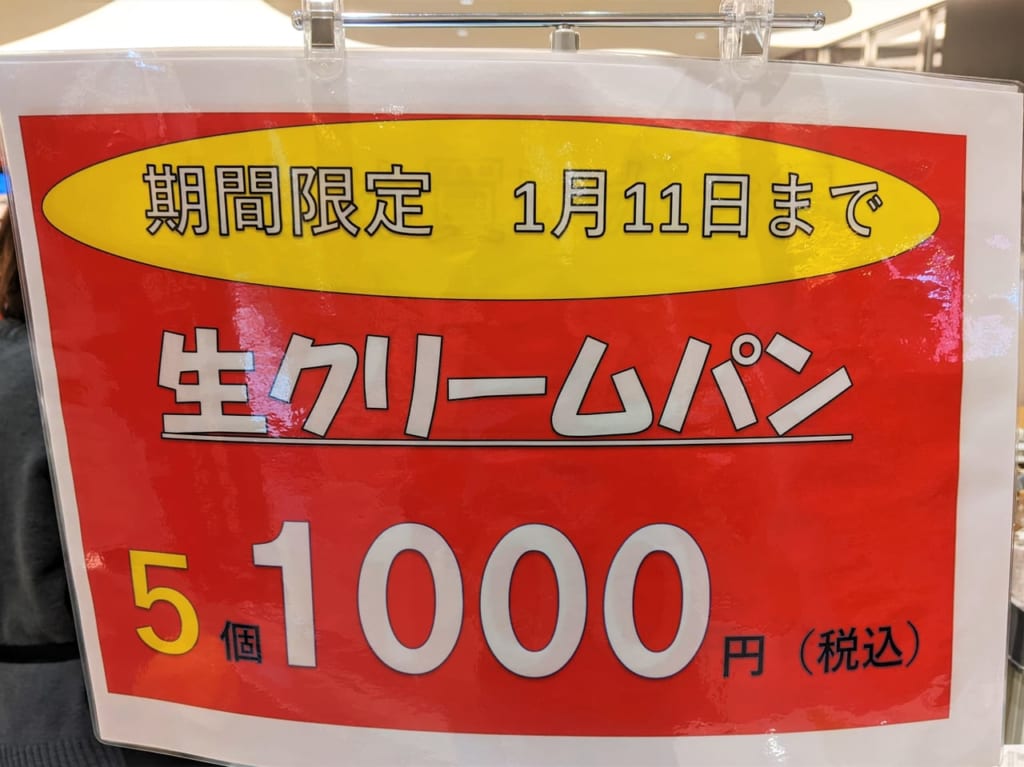 期間限定　1月11日まで
生クリームパン
5個1000円（税込）